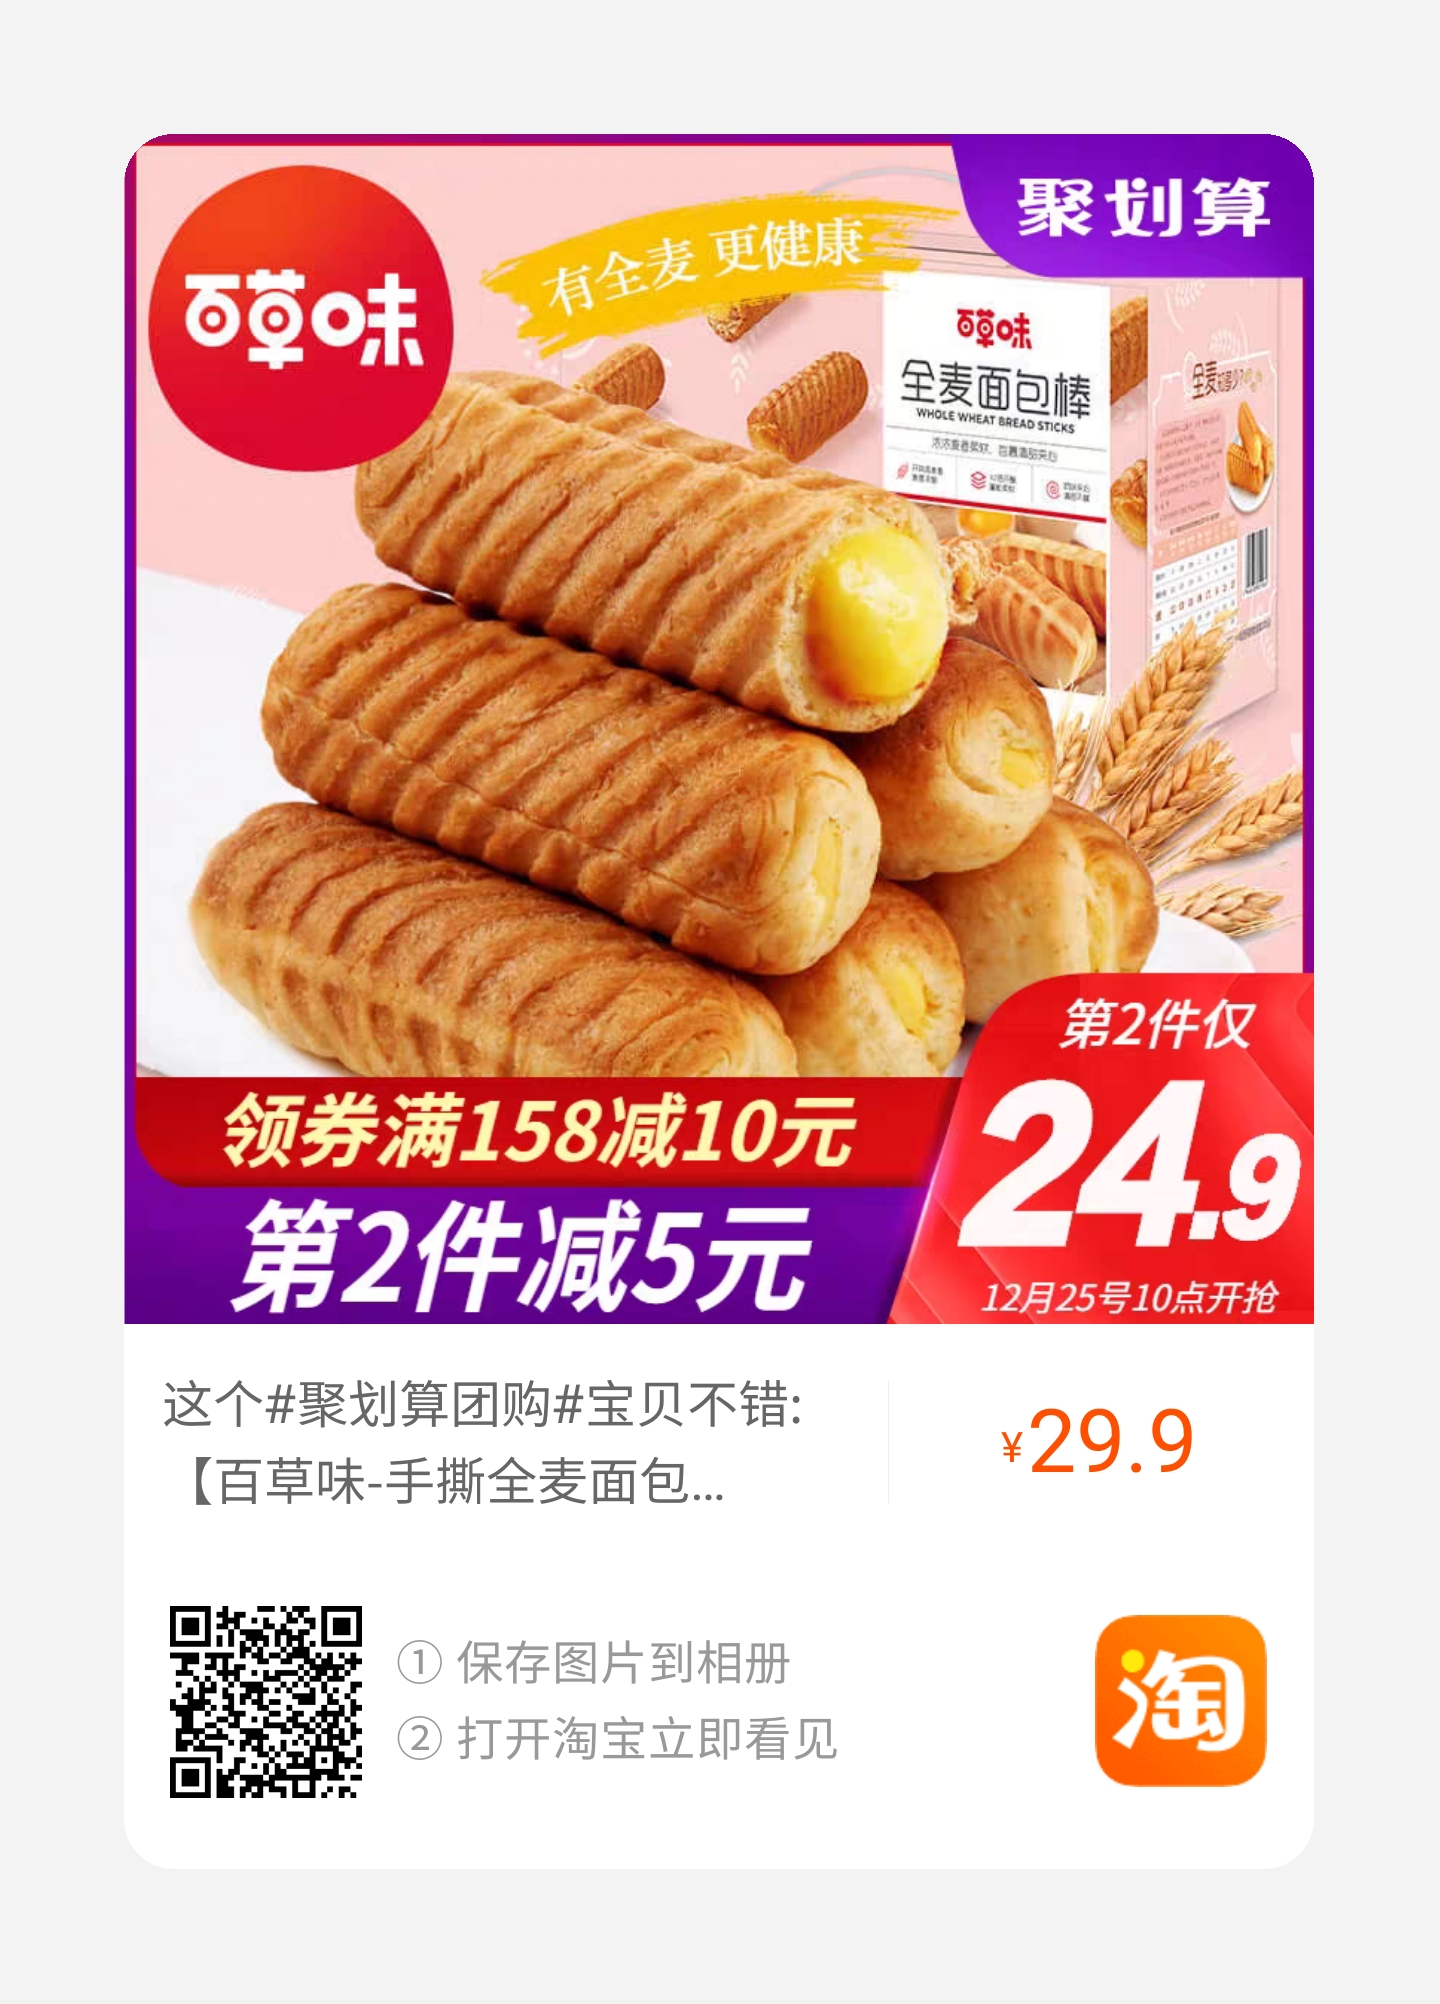 百草味
聚划算
有全麦 更健康
百草味
全麦面包棒
WHOLE WHEAT BREAD STICKS
全麦
第2件仅
24.9
12月25号10点开抢
领券满158减10元
第2件减5元
这个#聚划算团购#宝贝不错:
【百草味-手撕全麦面包...
¥29.9
① 保存图片到相册
② 打开淘宝立即看见
淘